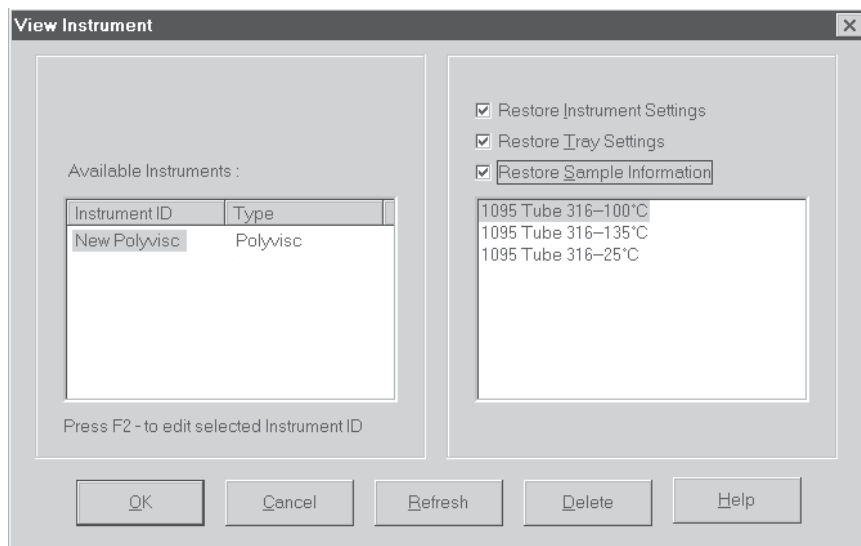 View Instrument
Available Instruments :
Instrument ID Type
New Polyvisc Polyvisc
Press F2 - to edit selected Instrument ID
Restore Instrument Settings
Restore Tray Settings
Restore Sample Information
1095 Tube 316–100°C
1095 Tube 316–135°C
1095 Tube 316–25°C
OK Cancel Refresh Delete Help